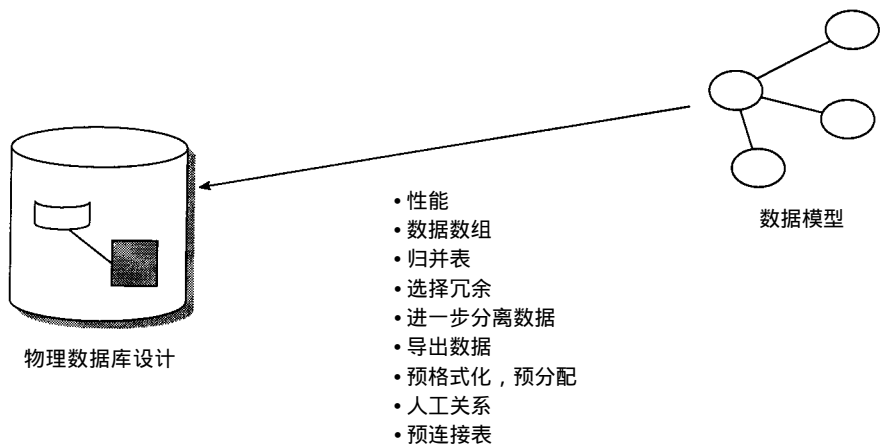 数据模型
物理数据库设计
• 性能
• 数据数组
• 归并表
• 选择冗余
• 进一步分离数据
• 导出数据
• 预格式化，预分配
• 人工关系
• 预连接表